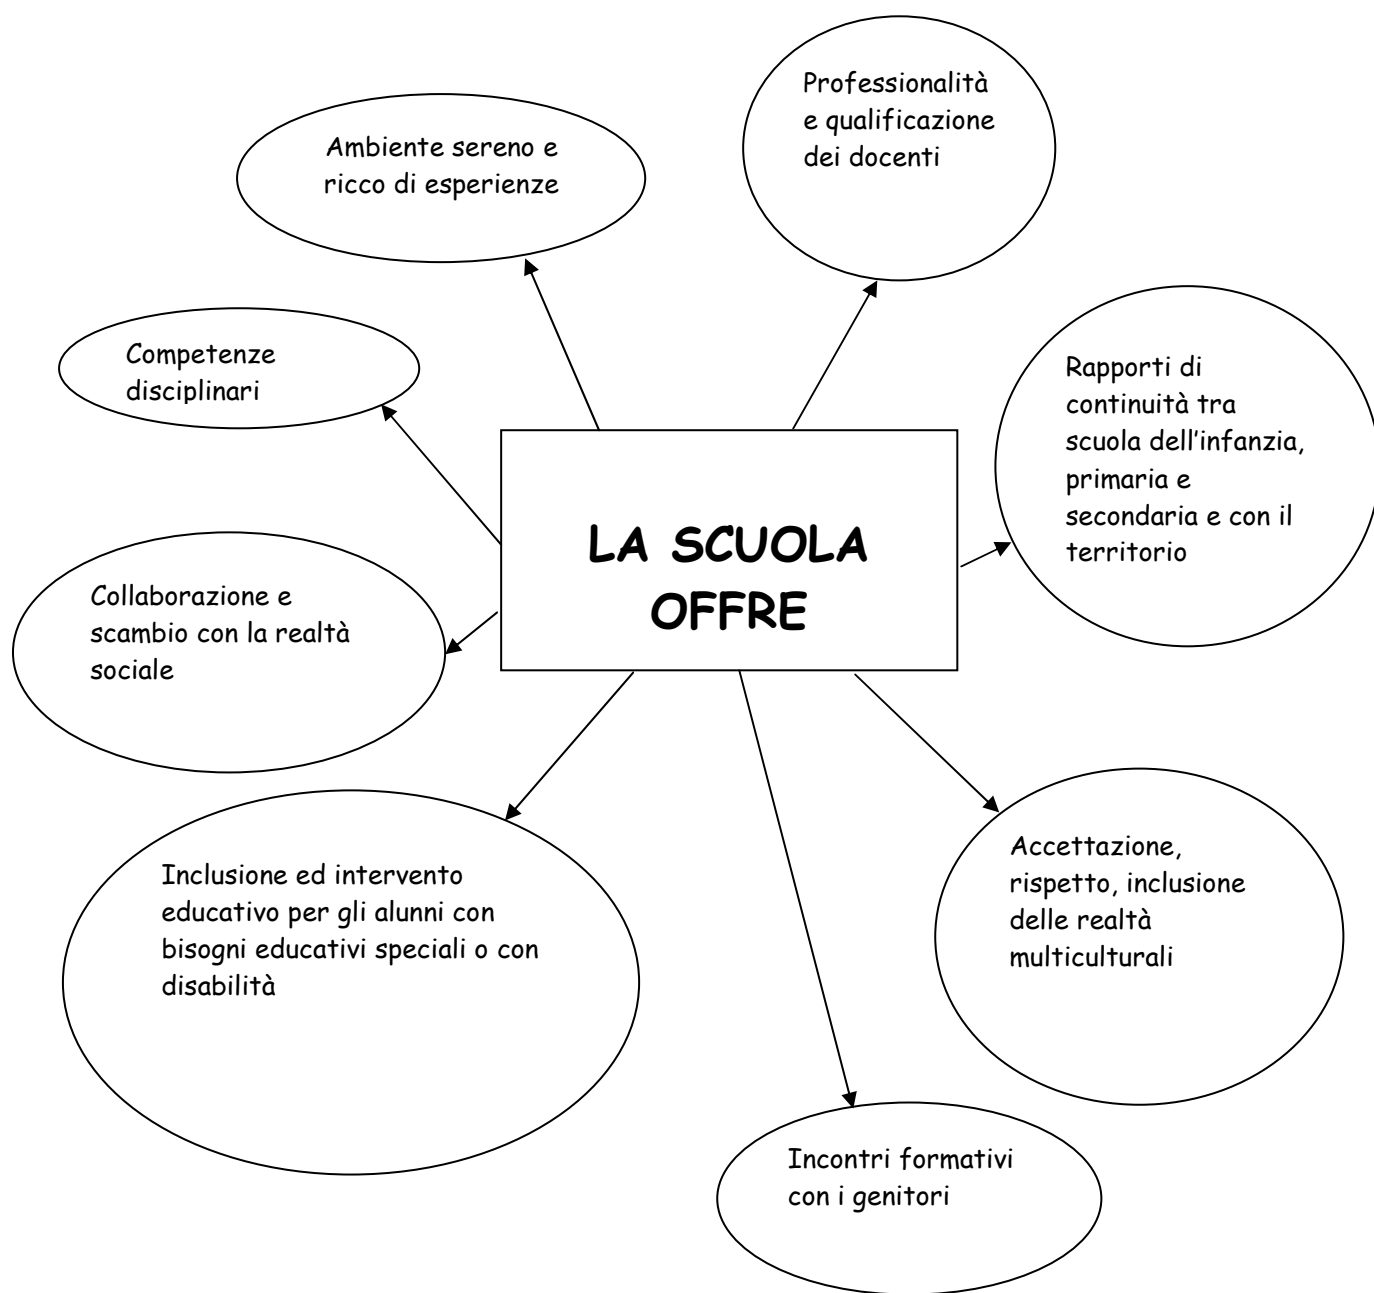 Professionalità
e qualificazione
dei docenti
Ambiente sereno e
ricco di esperienze
Competenze
disciplinari
Rapporti di
continuità tra
scuola dell'infanzia,
primaria e
secondaria e con il
territorio
LA SCUOLA
OFFRE
Collaborazione e
scambio con la realtà
sociale
Inclusione ed intervento
educativo per gli alunni con
bisogni educativi speciali o con
disabilità
Accettazione,
rispetto, inclusione
delle realtà
multiculturali
Incontri formativi
con i genitori